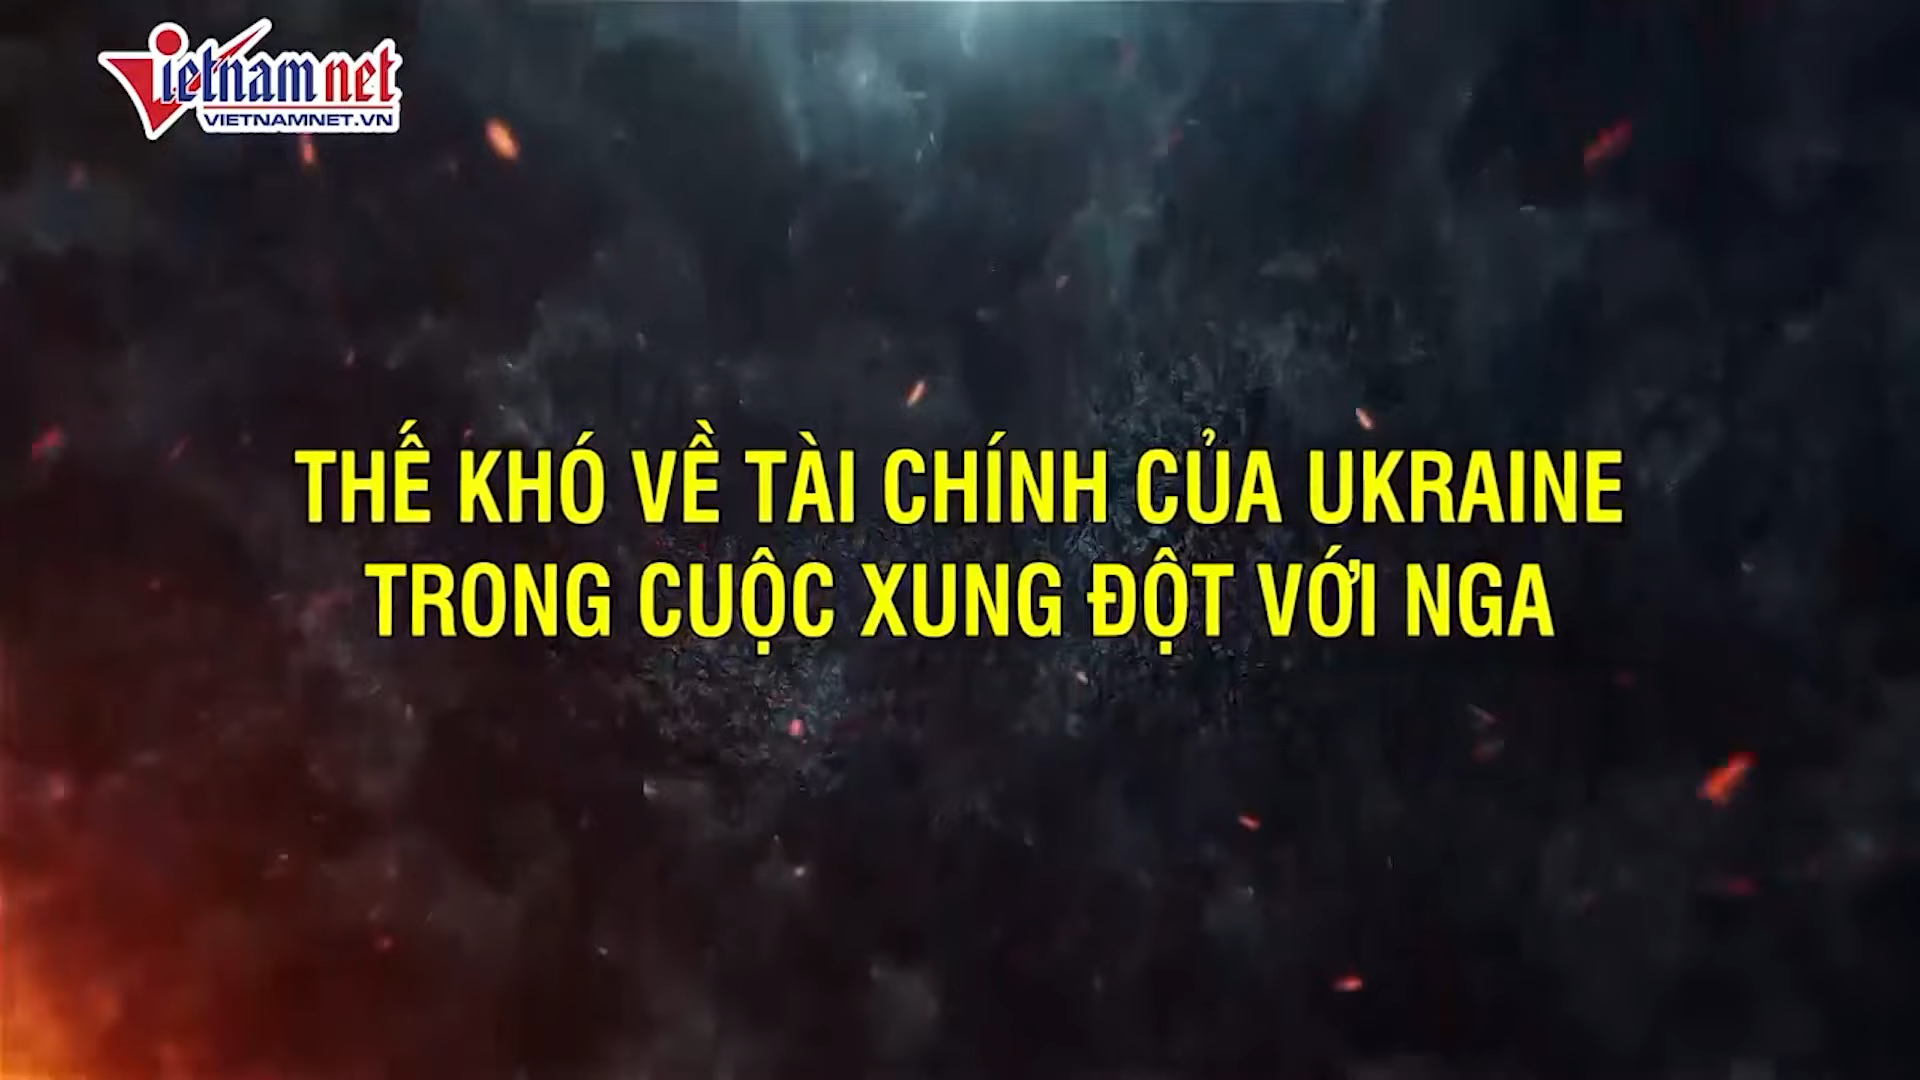 Vietnamnet
VIETNAMNET.VN
THẾ KHÓ VỀ TÀI CHÍNH CỦA UKRAINE
TRONG CUỘC XUNG ĐỘT VỚI NGA